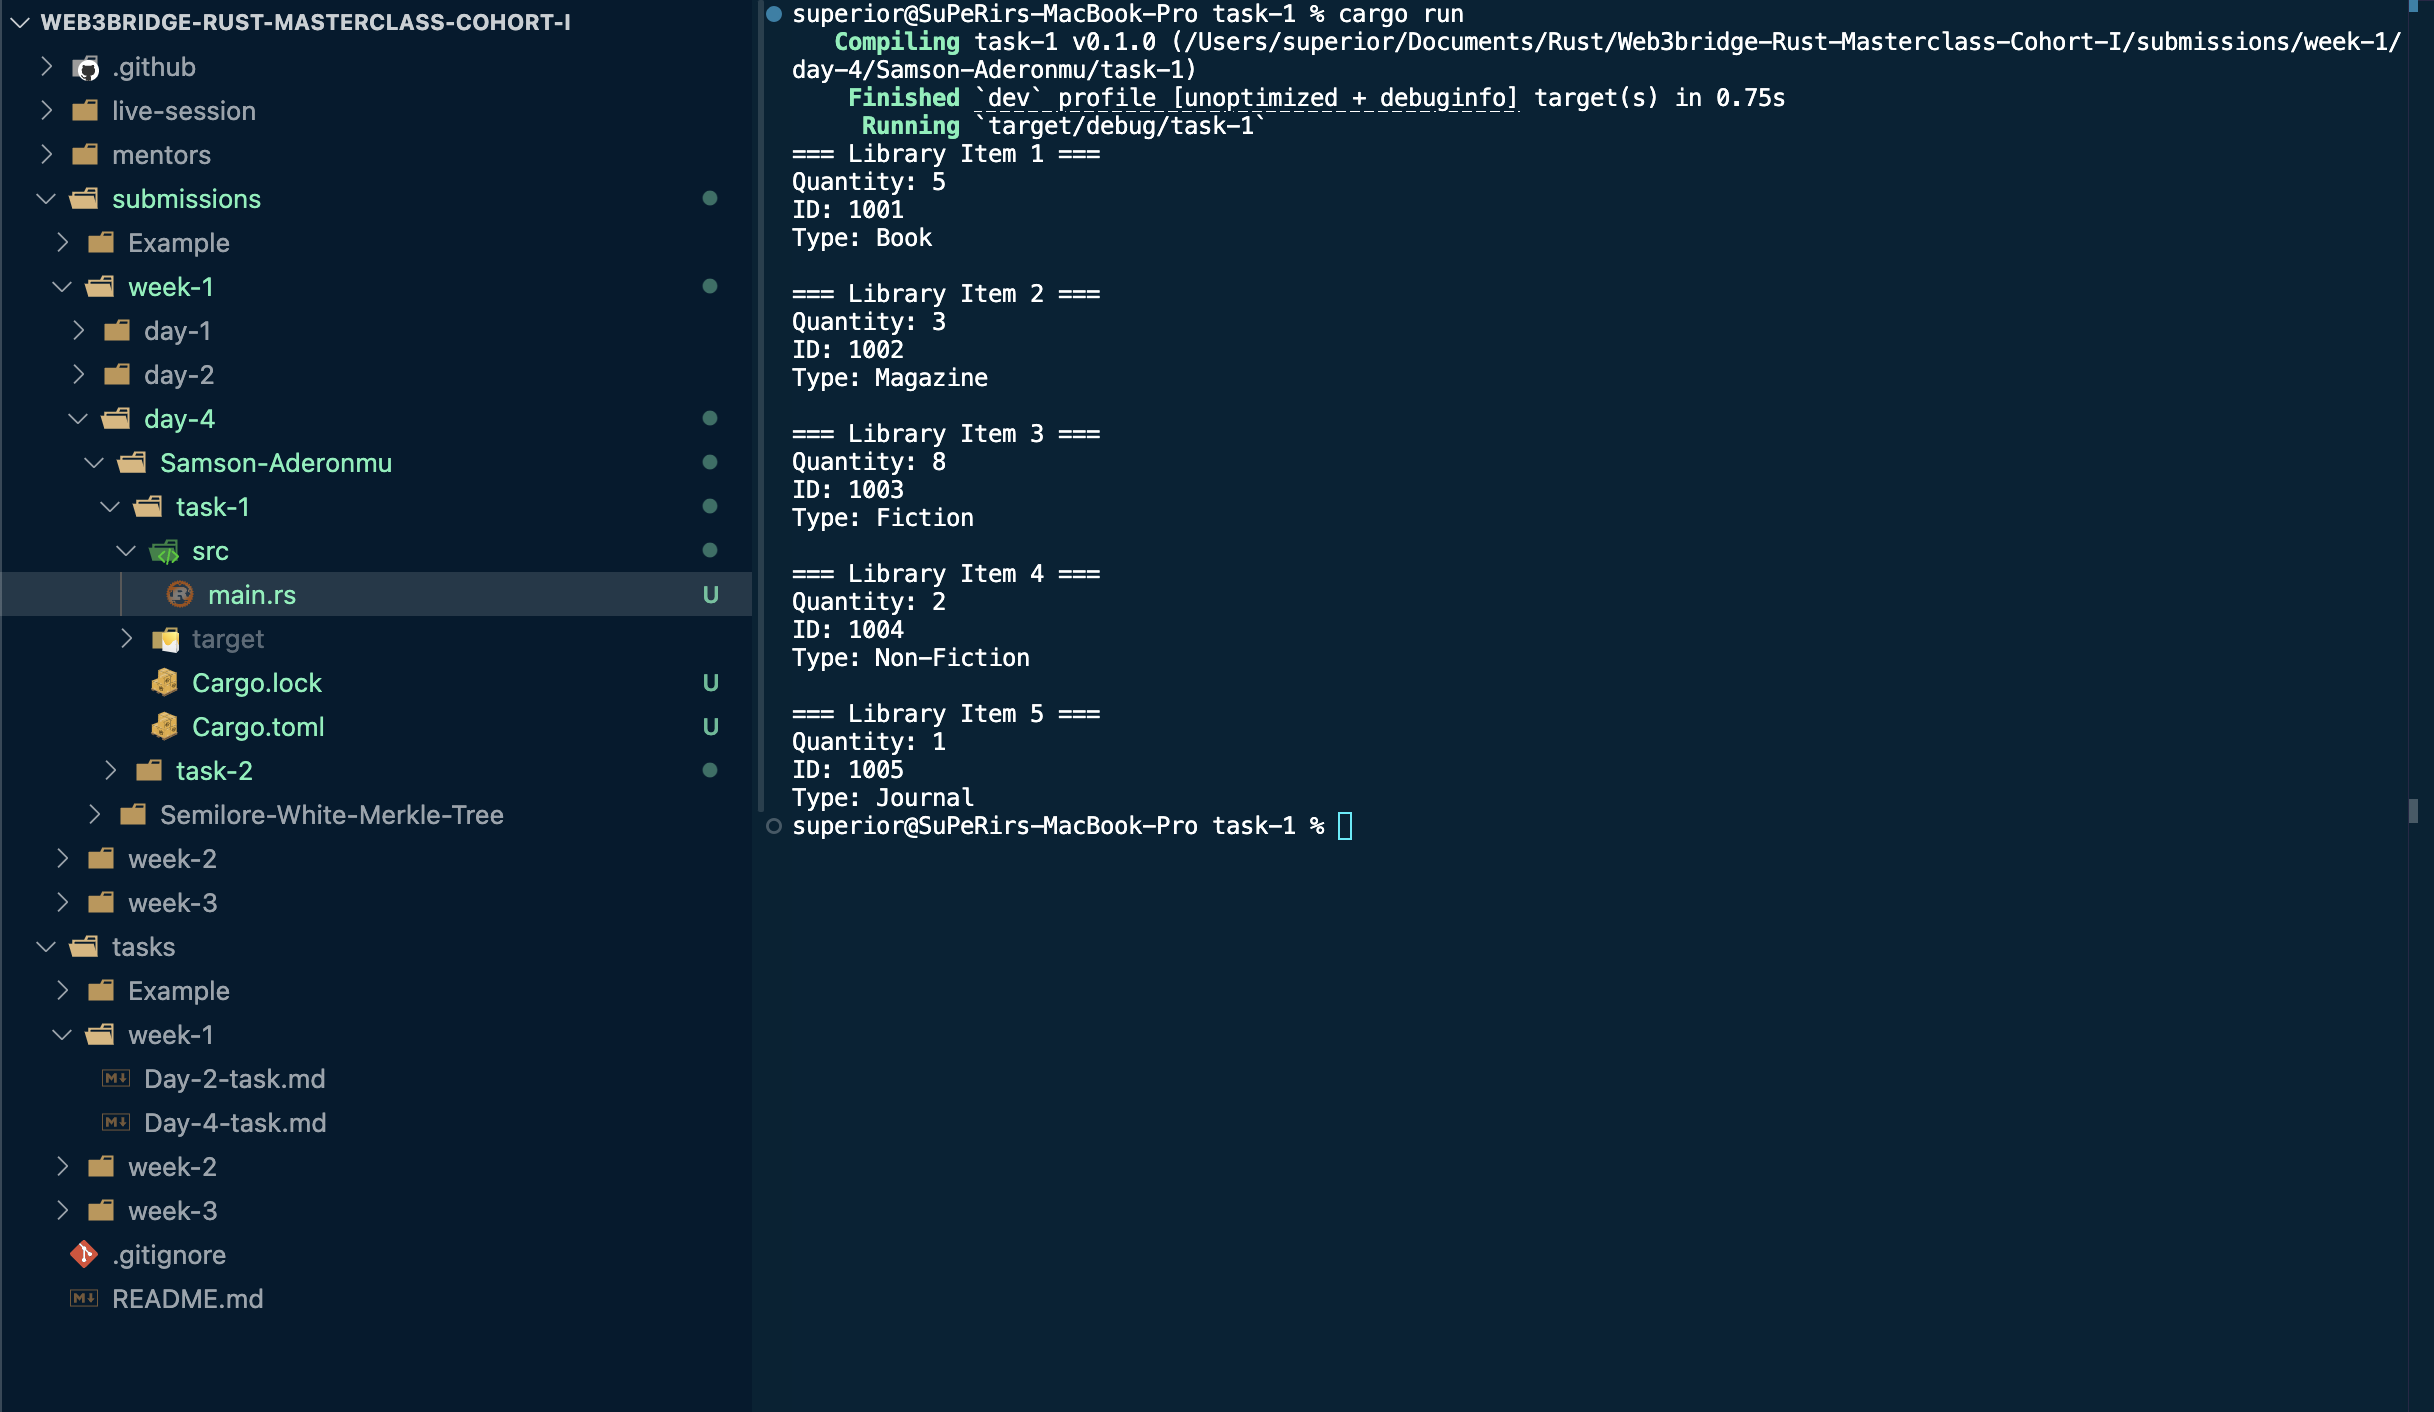 WEB3BRIDGE-RUST-MASTERCLASS-COHORT-I
.github
live-session
mentors
submissions
Example
week-1
day-1
day-2
day-4
Samson-Aderonmu
task-1
src
main.rs U
target
Cargo.lock U
Cargo.toml U
task-2
Semilore-White-Merkle-Tree
week-2
week-3
tasks
Example
week-1
Day-2-task.md
Day-4-task.md
week-2
week-3
.gitignore
README.md
superior@SuPeRirs-MacBook-Pro task-1 % cargo run
Compiling task-1 v0.1.0 (/Users/superior/Documents/Rust/Web3bridge-Rust-Masterclass-Cohort-I/submissions/week-1/
day-4/Samson-Aderonmu/task-1)
Finished `dev` profile [unoptimized + debuginfo] target(s) in 0.75s
Running `target/debug/task-1`
=== Library Item 1 ===
Quantity: 5
ID: 1001
Type: Book
=== Library Item 2 ===
Quantity: 3
ID: 1002
Type: Magazine
=== Library Item 3 ===
Quantity: 8
ID: 1003
Type: Fiction
=== Library Item 4 ===
Quantity: 2
ID: 1004
Type: Non-Fiction
=== Library Item 5 ===
Quantity: 1
ID: 1005
Type: Journal
superior@SuPeRirs-MacBook-Pro task-1 %